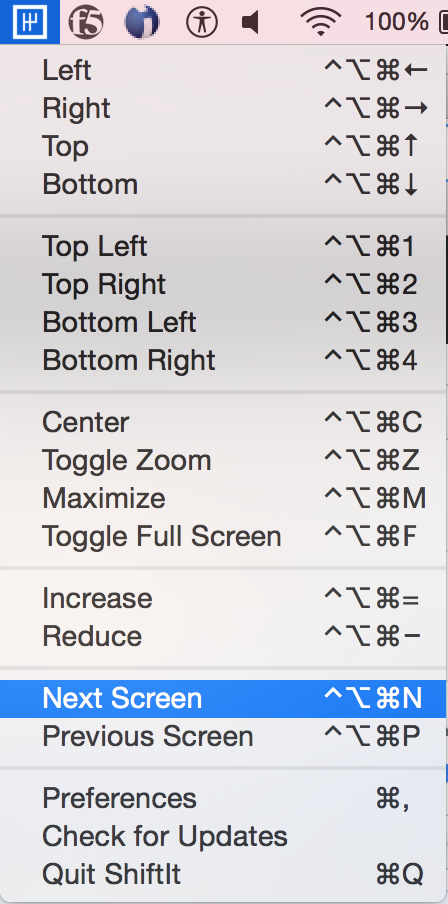 f5 100%
Left ^⌥⌘←
Right ^⌥⌘→
Top ^⌥⌘↑
Bottom ^⌥⌘↓
Top Left ^⌥⌘1
Top Right ^⌥⌘2
Bottom Left ^⌥⌘3
Bottom Right ^⌥⌘4
Center ^⌥⌘C
Toggle Zoom ^⌥⌘Z
Maximize ^⌥⌘M
Toggle Full Screen ^⌥⌘F
Increase ^⌥⌘=
Reduce ^⌥⌘−
Next Screen ^⌥⌘N
Previous Screen ^⌥⌘P
Preferences ⌘,
Check for Updates
Quit ShiftIt ⌘Q